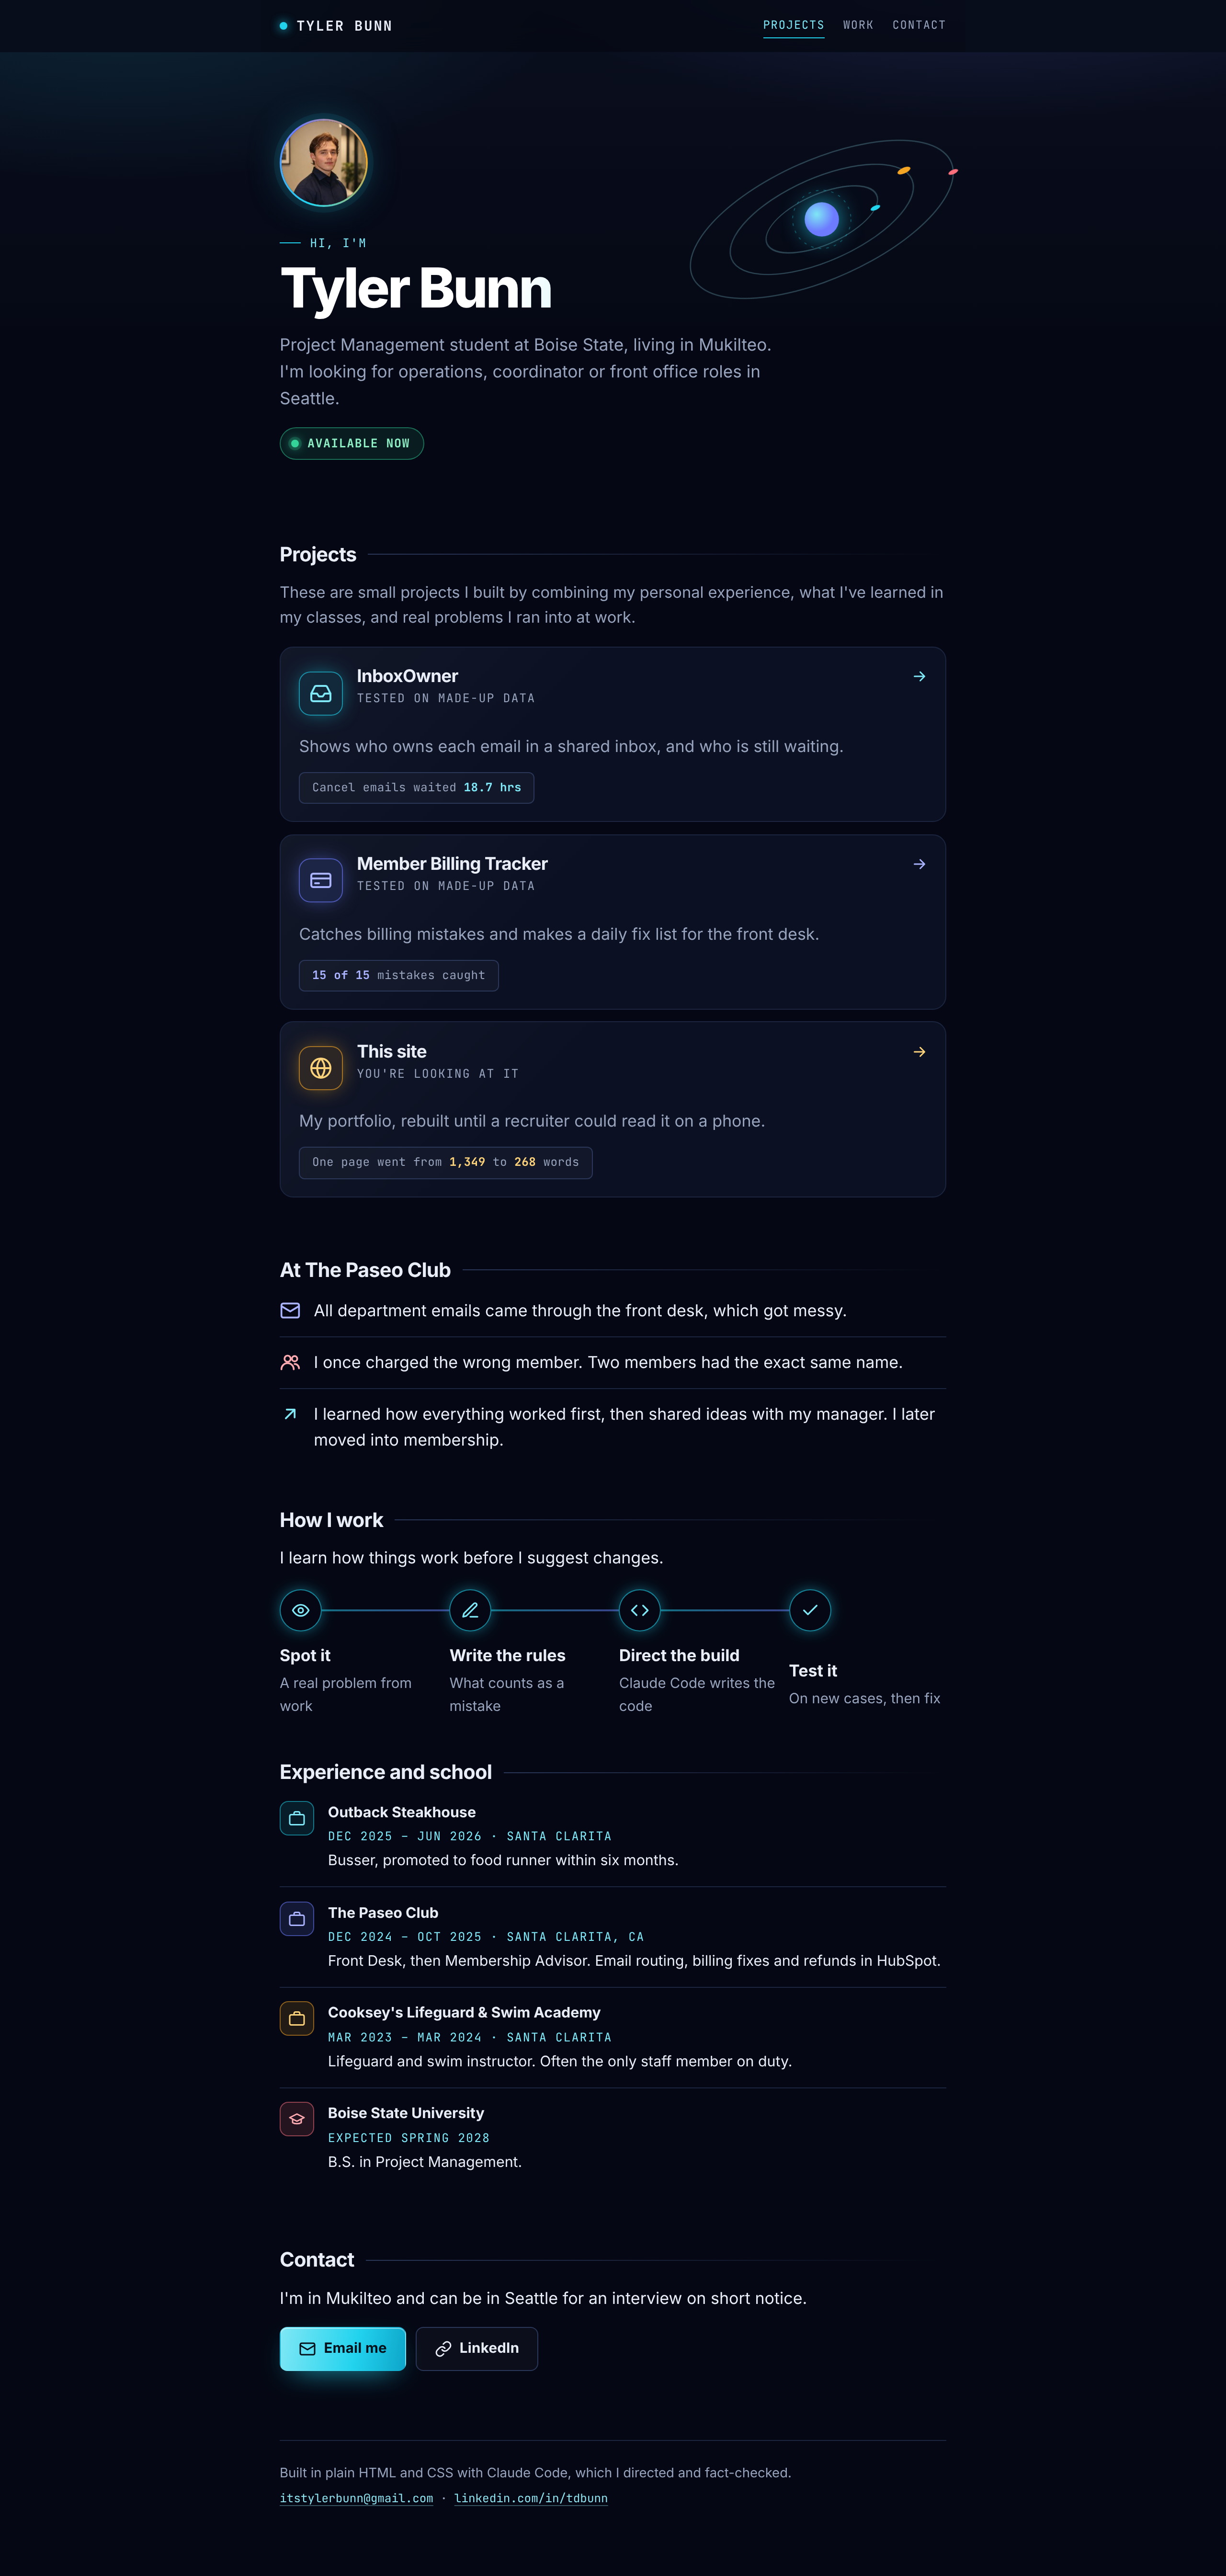 TYLER BUNN
PROJECTS WORK CONTACT
HI, I'M
Tyler Bunn
Project Management student at Boise State, living in Mukilteo.
I'm looking for operations, coordinator or front office roles in
Seattle.
AVAILABLE NOW
Projects
These are small projects I built by combining my personal experience, what I've learned in
my classes, and real problems I ran into at work.
InboxOwner
TESTED ON MADE-UP DATA
Shows who owns each email in a shared inbox, and who is still waiting.
Cancel emails waited 18.7 hrs
Member Billing Tracker
TESTED ON MADE-UP DATA
Catches billing mistakes and makes a daily fix list for the front desk.
15 of 15 mistakes caught
This site
YOU'RE LOOKING AT IT
My portfolio, rebuilt until a recruiter could read it on a phone.
One page went from 1,349 to 268 words
At The Paseo Club
All department emails came through the front desk, which got messy.
I once charged the wrong member. Two members had the exact same name.
I learned how everything worked first, then shared ideas with my manager. I later
moved into membership.
How I work
I learn how things work before I suggest changes.
Spot it
A real problem from
work
Write the rules
What counts as a
mistake
Direct the build
Claude Code writes the
code
Test it
On new cases, then fix
Experience and school
Outback Steakhouse
DEC 2025 – JUN 2026 · SANTA CLARITA
Busser, promoted to food runner within six months.
The Paseo Club
DEC 2024 – OCT 2025 · SANTA CLARITA, CA
Front Desk, then Membership Advisor. Email routing, billing fixes and refunds in HubSpot.
Cooksey's Lifeguard & Swim Academy
MAR 2023 – MAR 2024 · SANTA CLARITA
Lifeguard and swim instructor. Often the only staff member on duty.
Boise State University
EXPECTED SPRING 2028
B.S. in Project Management.
Contact
I'm in Mukilteo and can be in Seattle for an interview on short notice.
Email me
LinkedIn
Built in plain HTML and CSS with Claude Code, which I directed and fact-checked.
itstylerbunn@gmail.com · linkedin.com/in/tdbunn